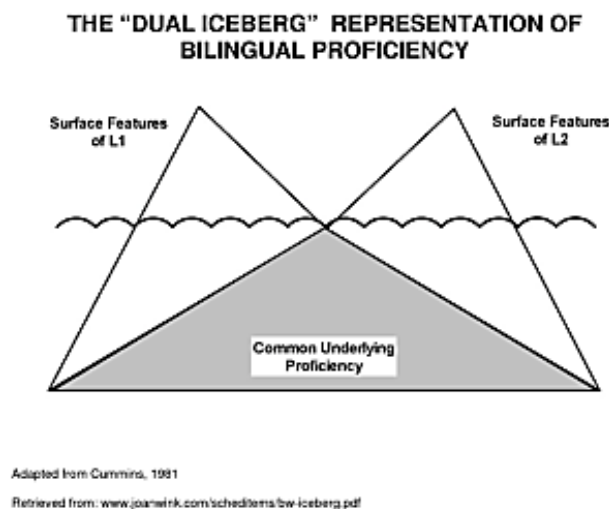 THE “DUAL ICEBERG” REPRESENTATION OF
BILINGUAL PROFICIENCY
Surface Features
of L1
Surface Features
of L2
Common Underlying
Proficiency
Adapted from Cummins, 1981
Retrieved from: www.joanwink.com/scheditems/bw-iceberg.pdf